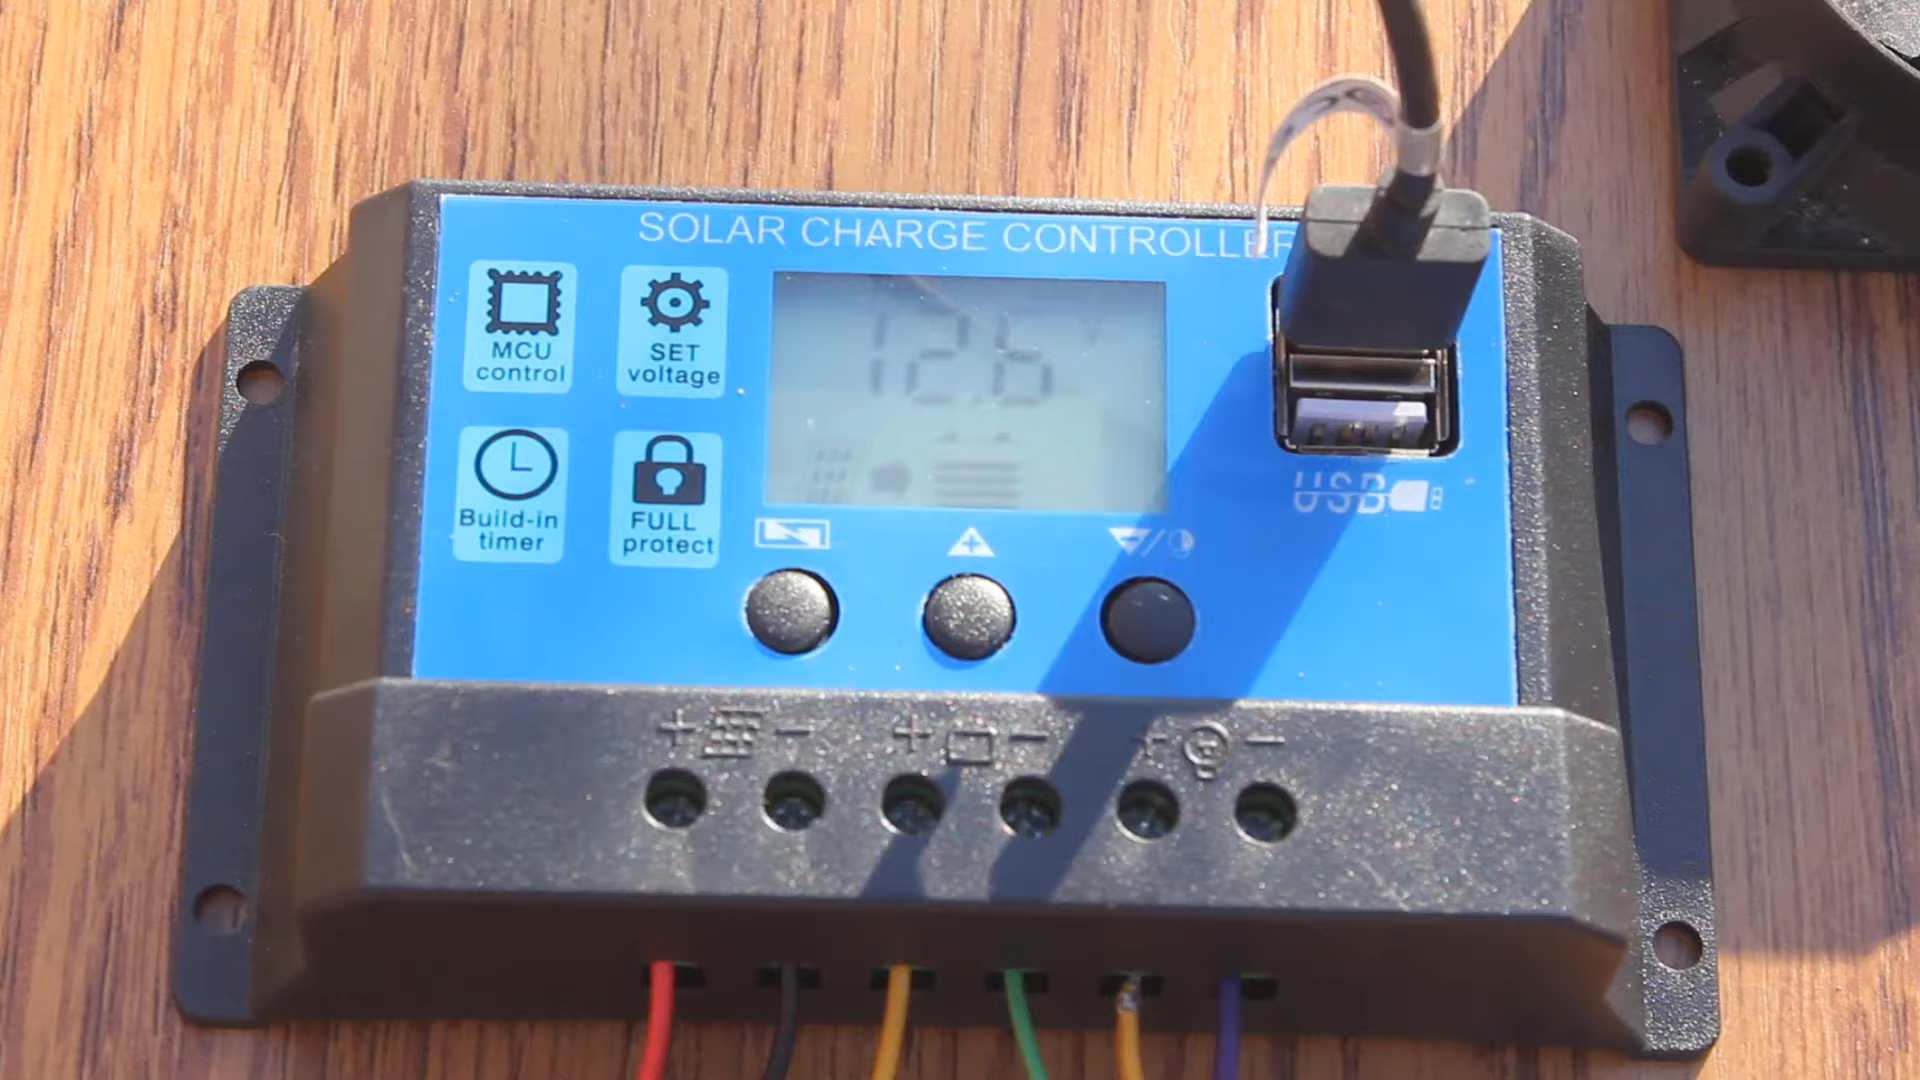 SOLAR CHARGE CONTROLLER
MCU
control
SET
voltage
12.6 V
Build-in
timer
FULL
protect
USB
+ - + - + -